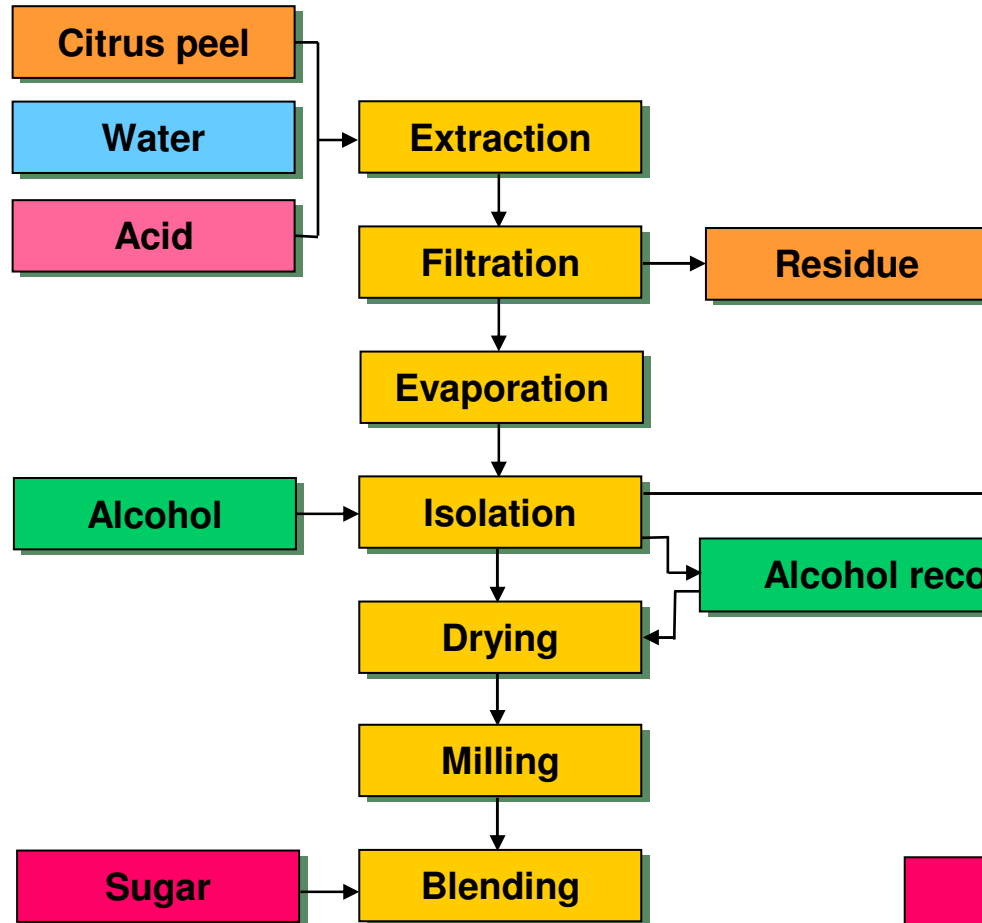 Citrus peel
Water
Extraction
Acid
Filtration
Residue
Evaporation
Alcohol
Isolation
Alcohol reco
Drying
Milling
Sugar
Blending